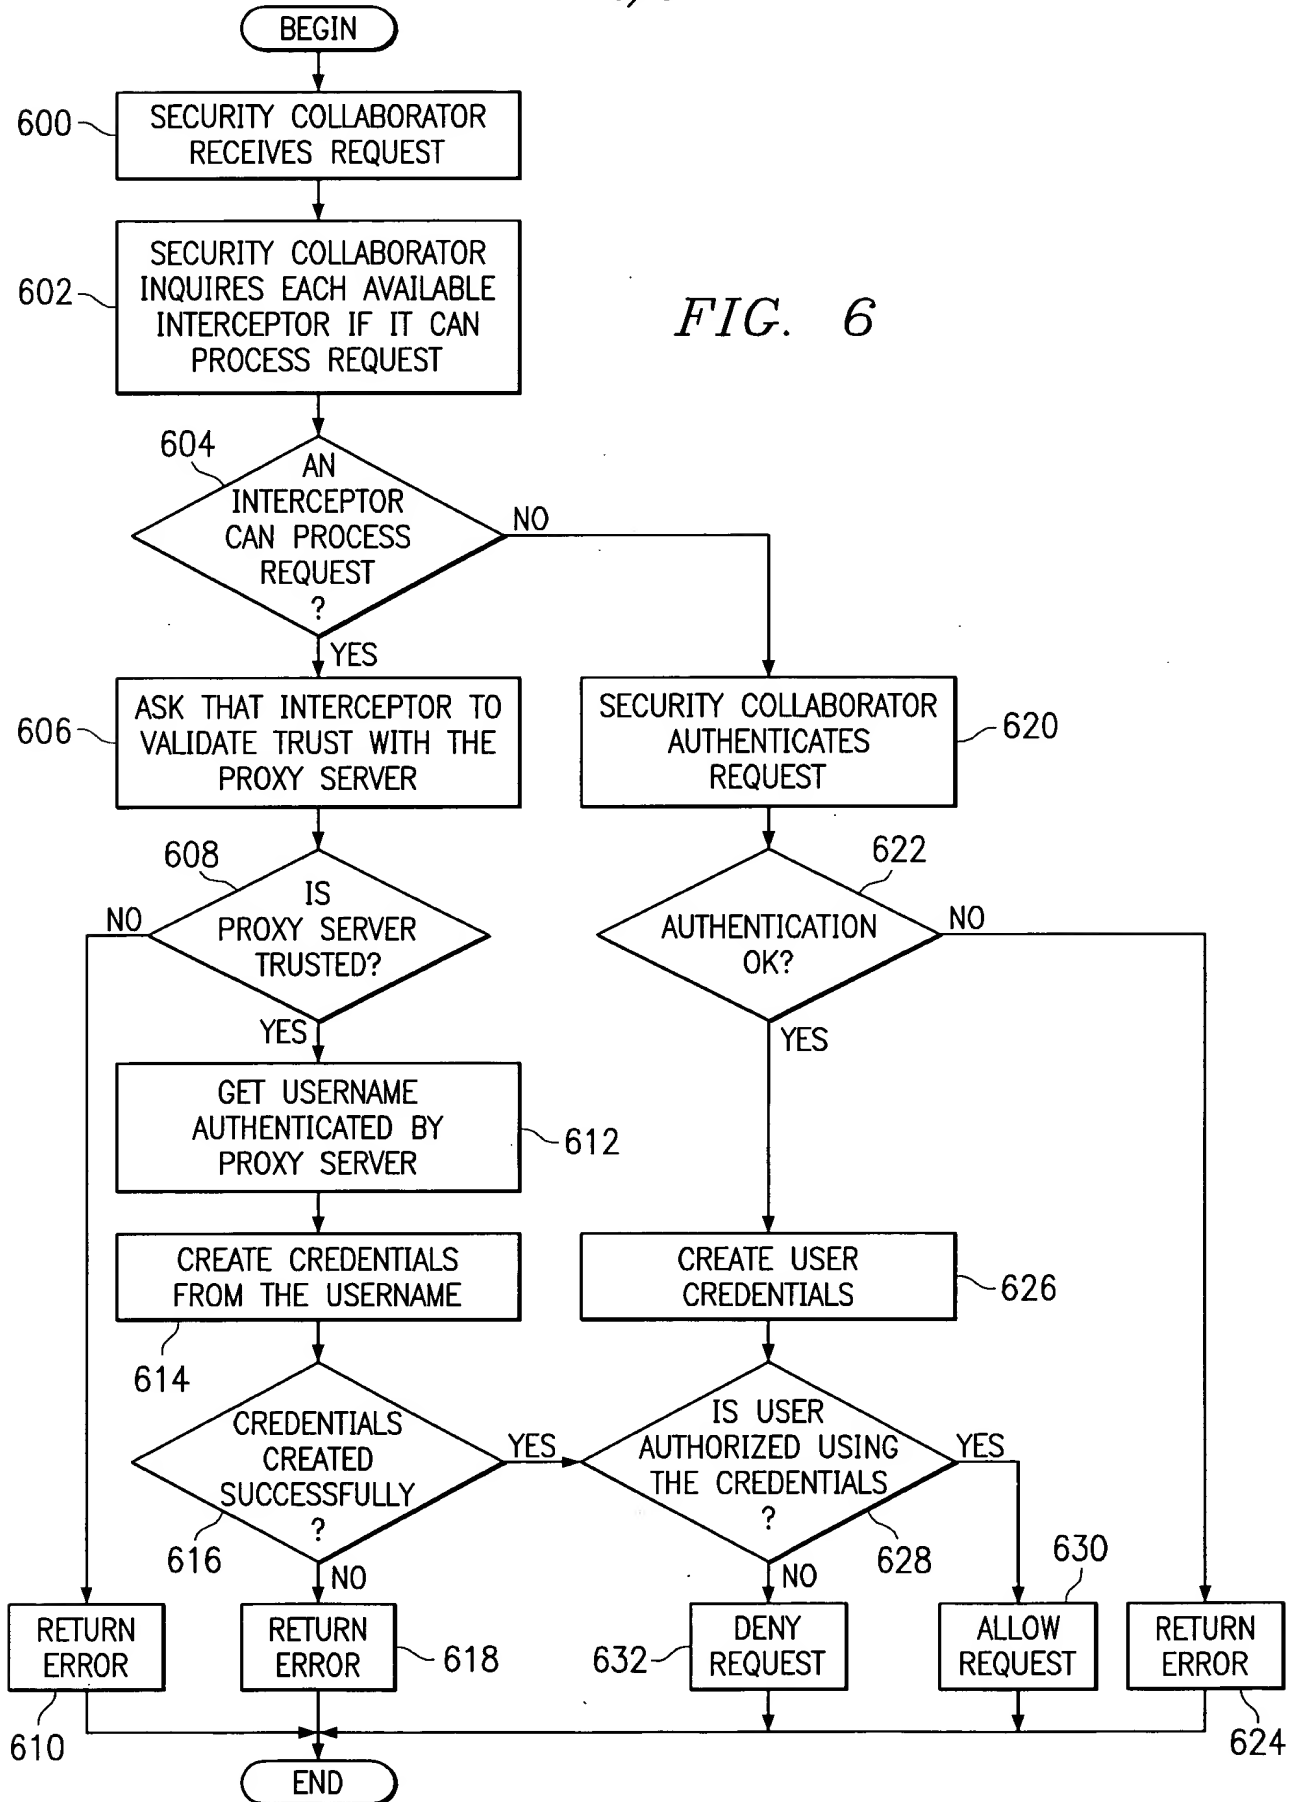 BEGIN
600
SECURITY COLLABORATOR
RECEIVES REQUEST
602
SECURITY COLLABORATOR
INQUIRES EACH AVAILABLE
INTERCEPTOR IF IT CAN
PROCESS REQUEST
FIG. 6
604
AN
INTERCEPTOR
CAN PROCESS
REQUEST
?
NO
YES
606
ASK THAT INTERCEPTOR TO
VALIDATE TRUST WITH THE
PROXY SERVER
SECURITY COLLABORATOR
AUTHENTICATES
REQUEST
620
608
IS
PROXY SERVER
TRUSTED?
NO
YES
622
AUTHENTICATION
OK?
NO
YES
GET USERNAME
AUTHENTICATED BY
PROXY SERVER
612
CREATE CREDENTIALS
FROM THE USERNAME
614
CREATE USER
CREDENTIALS
626
CREDENTIALS
CREATED
SUCCESSFULLY
?
616
YES
NO
IS USER
AUTHORIZED USING
THE CREDENTIALS
?
628
YES
NO
630
RETURN
ERROR
610
RETURN
ERROR
618
632
DENY
REQUEST
ALLOW
REQUEST
RETURN
ERROR
624
END